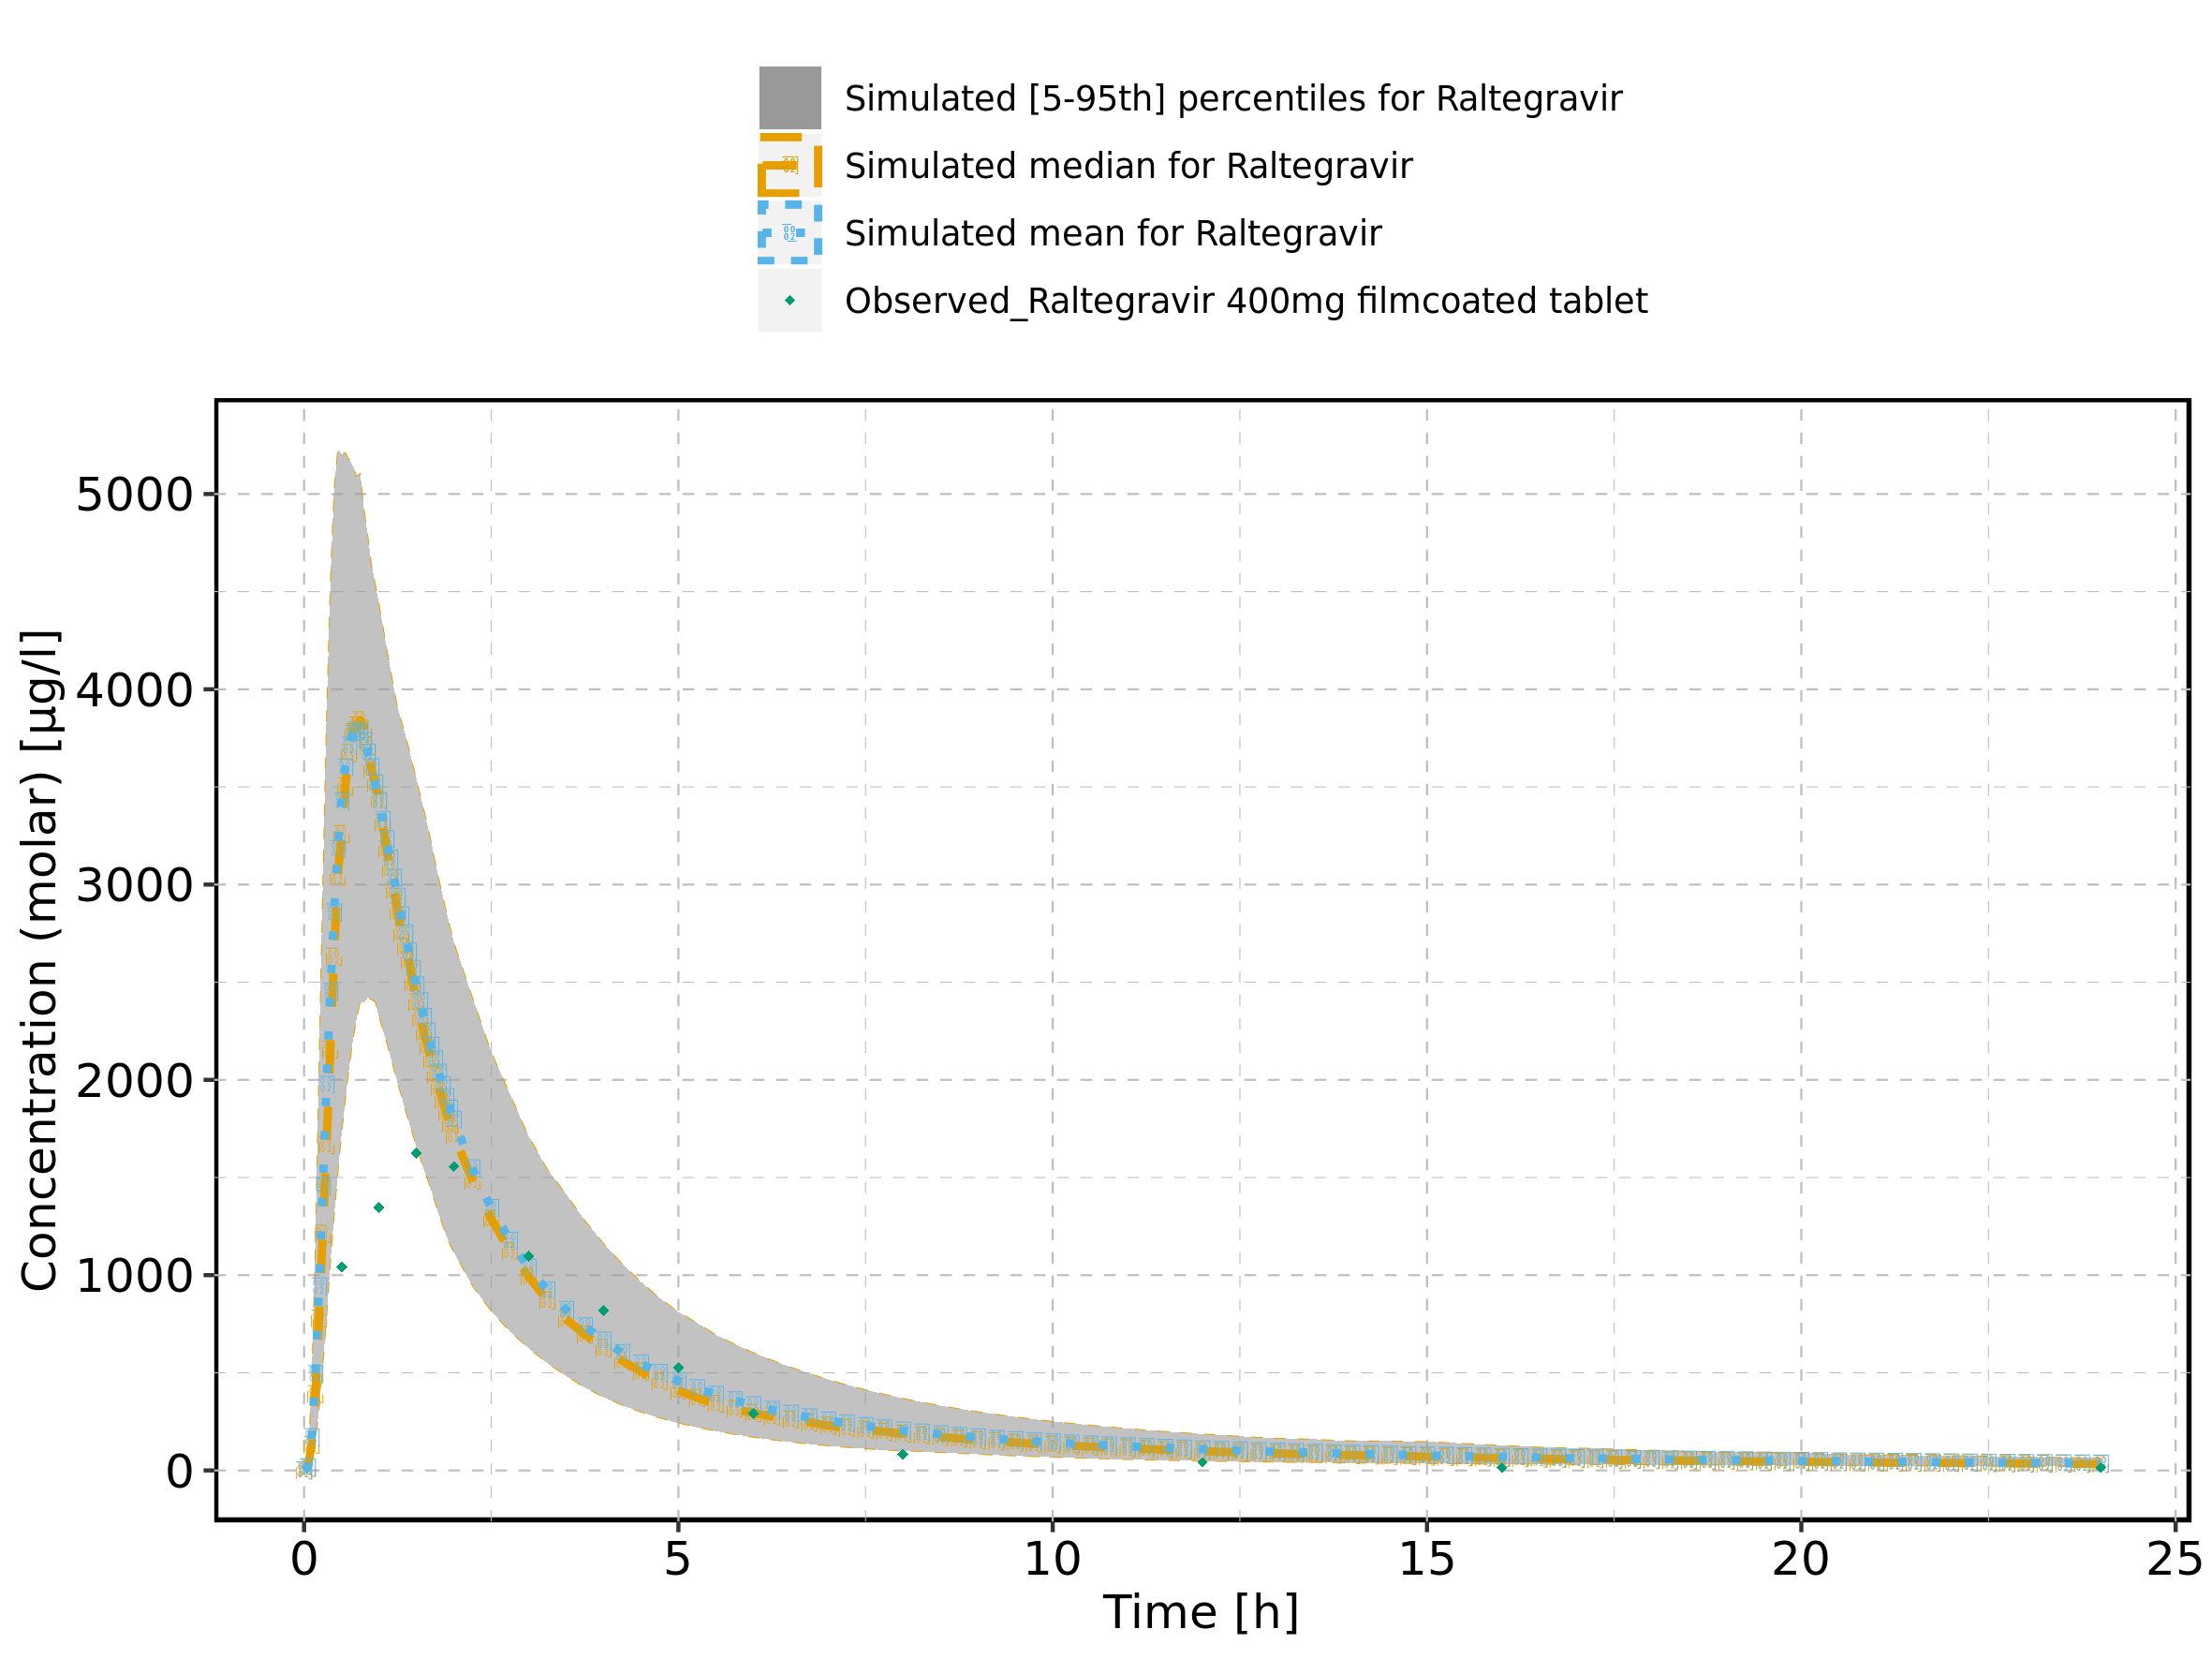 Simulated [5-95th] percentiles for Raltegravir
Simulated median for Raltegravir
Simulated mean for Raltegravir
Observed_Raltegravir 400mg filmcoated tablet
Concentration (molar) [µg/l]
5000
4000
3000
2000
1000
0
0 5 10 15 20 25
Time [h]